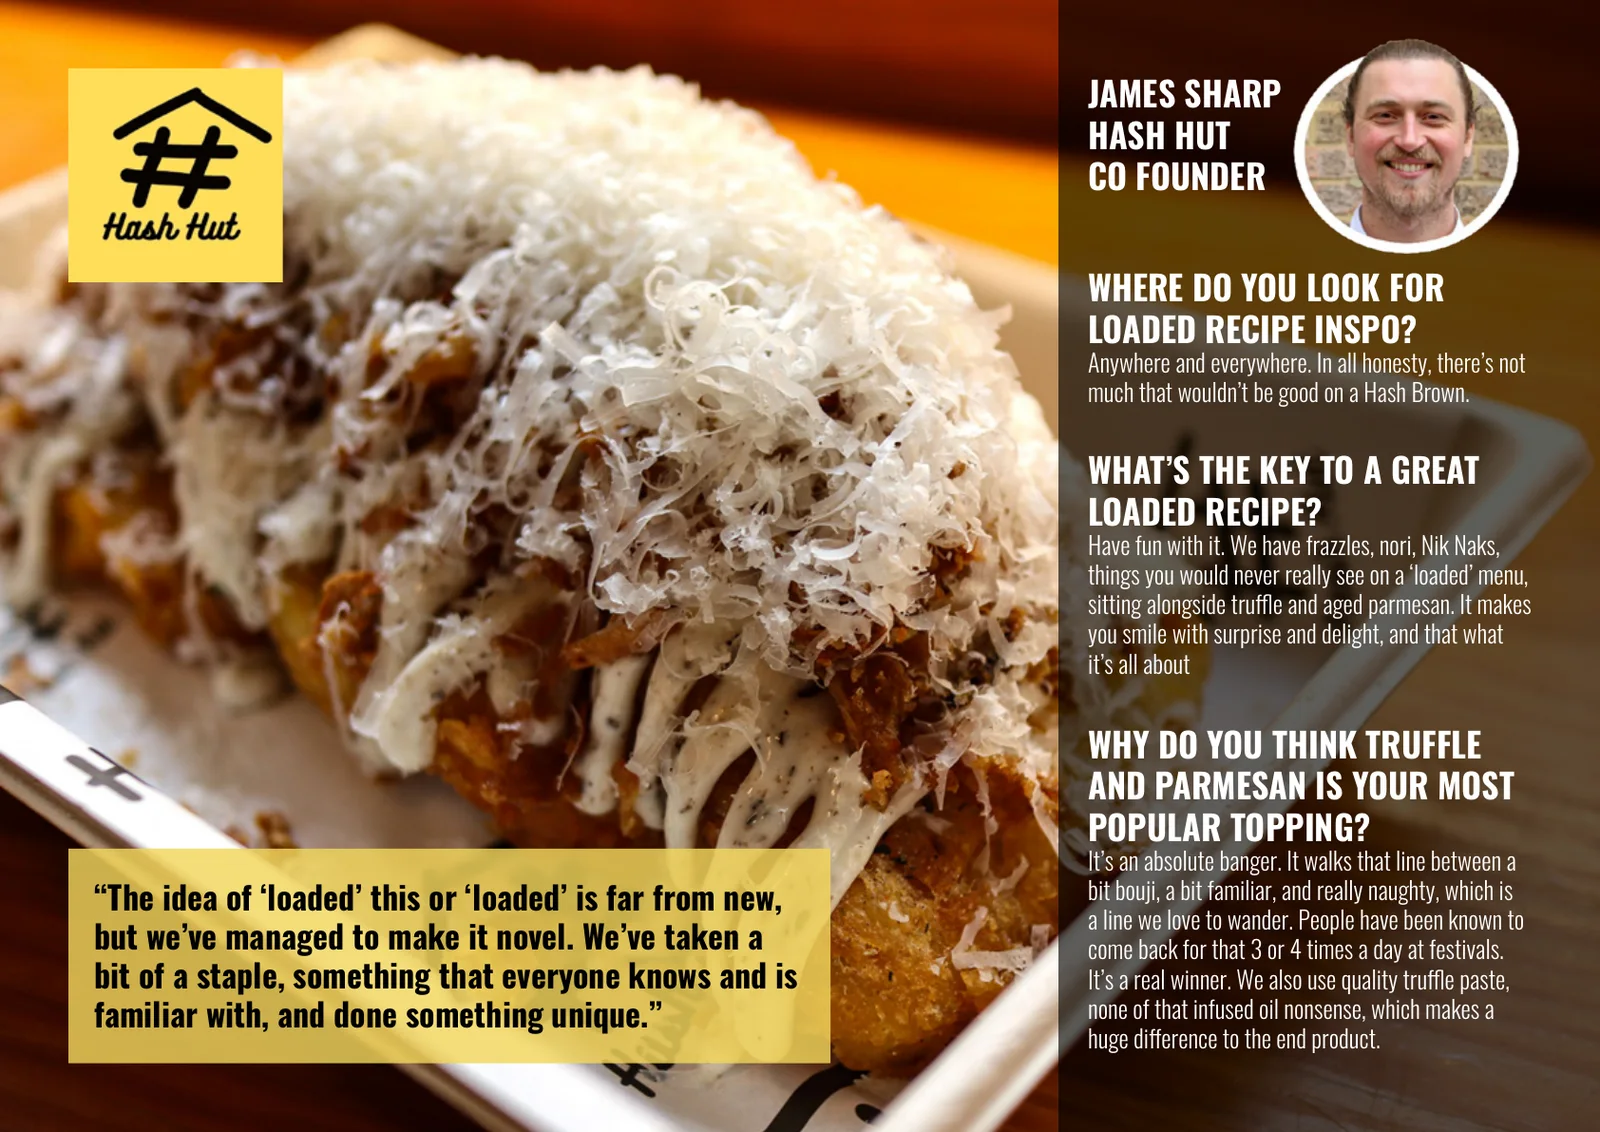 Hash Hut
“The idea of ‘loaded’ this or ‘loaded’ is far from new,
but we’ve managed to make it novel. We’ve taken a
bit of a staple, something that everyone knows and is
familiar with, and done something unique.”
JAMES SHARP
HASH HUT
CO FOUNDER
WHERE DO YOU LOOK FOR
LOADED RECIPE INSPO?
Anywhere and everywhere. In all honesty, there’s not
much that wouldn’t be good on a Hash Brown.
WHAT’S THE KEY TO A GREAT
LOADED RECIPE?
Have fun with it. We have frazzles, nori, Nik Naks,
things you would never really see on a ‘loaded’ menu,
sitting alongside truffle and aged parmesan. It makes
you smile with surprise and delight, and that what
it’s all about
WHY DO YOU THINK TRUFFLE
AND PARMESAN IS YOUR MOST
POPULAR TOPPING?
It’s an absolute banger. It walks that line between a
bit bouji, a bit familiar, and really naughty, which is
a line we love to wander. People have been known to
come back for that 3 or 4 times a day at festivals.
It’s a real winner. We also use quality truffle paste,
none of that infused oil nonsense, which makes a
huge difference to the end product.